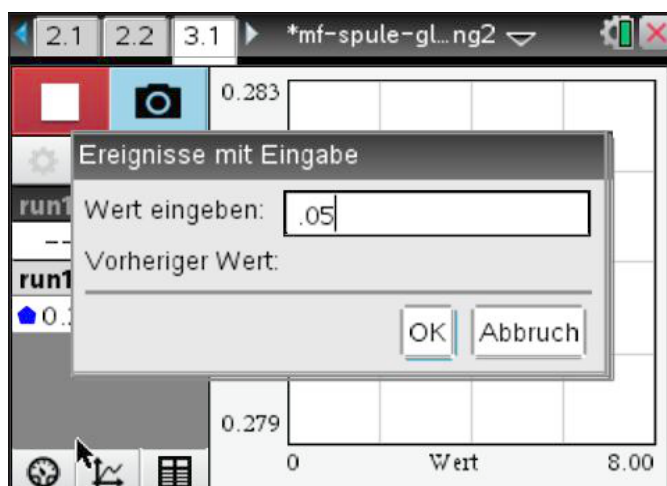 2.1 2.2 3.1 *mf-spule-gl...ng2
0.283
Ereignisse mit Eingabe
run1
Wert eingeben: .05
--
Vorheriger Wert:
run1
OK Abbruch
0.279
0 Wert 8.00